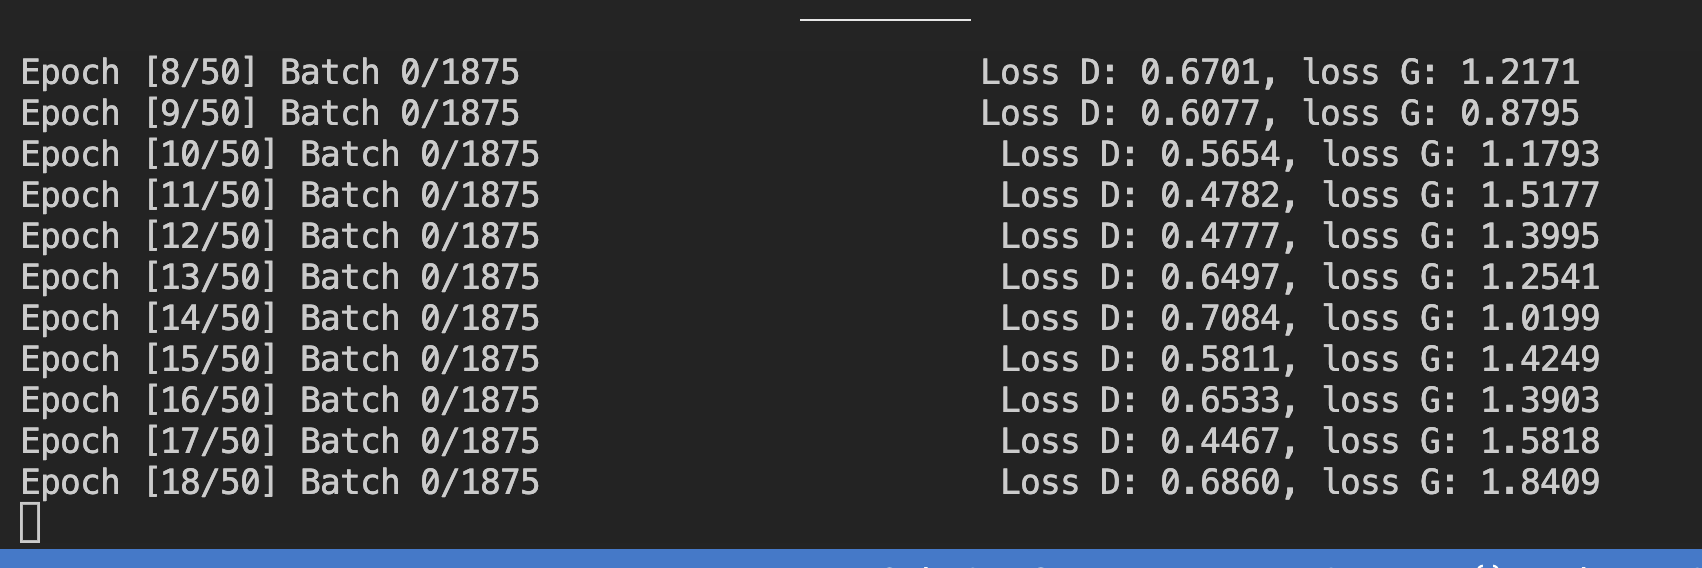 Epoch [8/50] Batch 0/1875                       Loss D: 0.6701, loss G: 1.2171
Epoch [9/50] Batch 0/1875                       Loss D: 0.6077, loss G: 0.8795
Epoch [10/50] Batch 0/1875                       Loss D: 0.5654, loss G: 1.1793
Epoch [11/50] Batch 0/1875                       Loss D: 0.4782, loss G: 1.5177
Epoch [12/50] Batch 0/1875                       Loss D: 0.4777, loss G: 1.3995
Epoch [13/50] Batch 0/1875                       Loss D: 0.6497, loss G: 1.2541
Epoch [14/50] Batch 0/1875                       Loss D: 0.7084, loss G: 1.0199
Epoch [15/50] Batch 0/1875                       Loss D: 0.5811, loss G: 1.4249
Epoch [16/50] Batch 0/1875                       Loss D: 0.6533, loss G: 1.3903
Epoch [17/50] Batch 0/1875                       Loss D: 0.4467, loss G: 1.5818
Epoch [18/50] Batch 0/1875                       Loss D: 0.6860, loss G: 1.8409